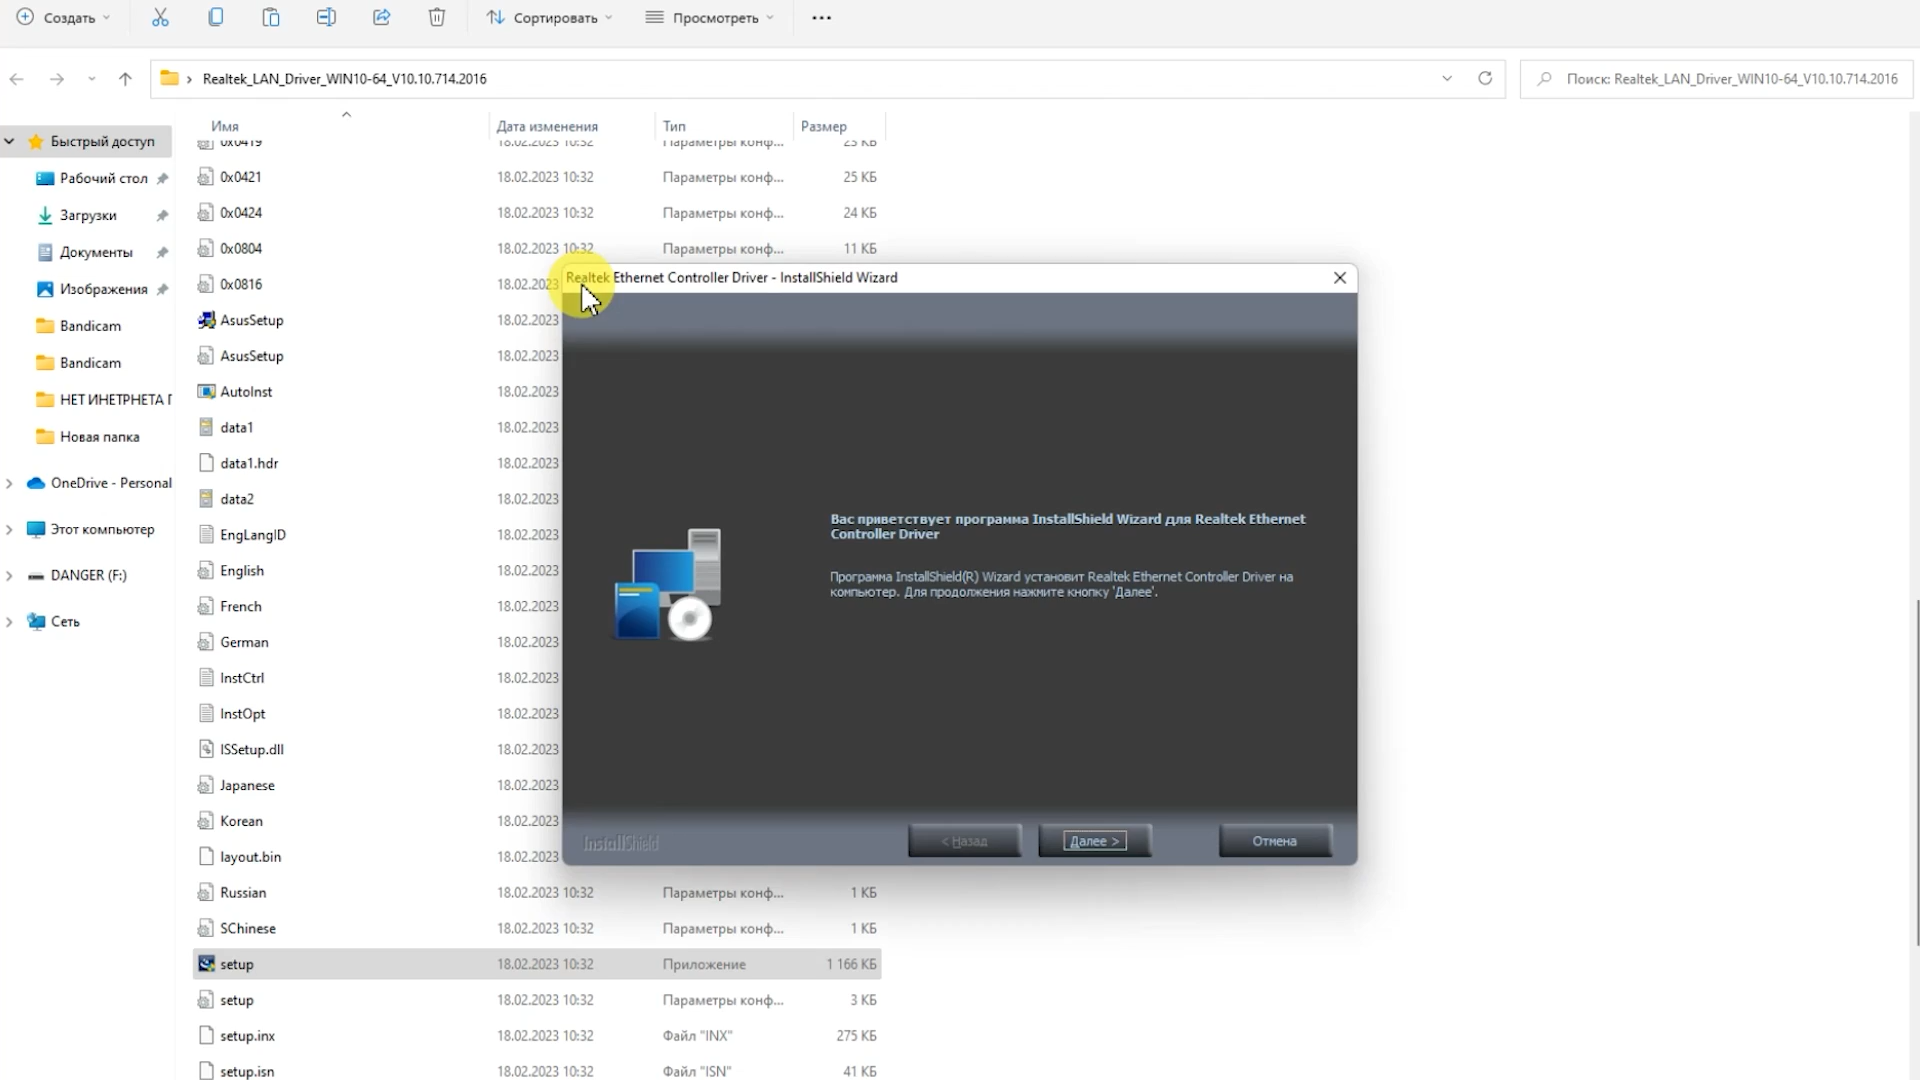 Создать
Сортировать
Просмотреть
Realtek_LAN_Driver_WIN10-64_V10.10.714.2016
Поиск: Realtek_LAN_Driver_WIN10-64_V10.10.714.2016
Имя
Дата изменения
Тип
Размер
Быстрый доступ
Рабочий стол
Загрузки
Документы
Изображения
Bandicam
Bandicam
НЕТ ИНЕТРНЕТА Г
Новая папка
OneDrive - Personal
Этот компьютер
DANGER (F:)
Сеть
0x0419 18.02.2023 10:32 Параметры конф... 25 КБ
0x0421 18.02.2023 10:32 Параметры конф... 25 КБ
0x0424 18.02.2023 10:32 Параметры конф... 24 КБ
0x0804 18.02.2023 10:32 Параметры конф... 11 КБ
0x0816 18.02.2023
AsusSetup 18.02.2023
AsusSetup 18.02.2023
AutoInst 18.02.2023
data1 18.02.2023
data1.hdr 18.02.2023
data2 18.02.2023
EngLangID 18.02.2023
English 18.02.2023
French 18.02.2023
German 18.02.2023
InstCtrl 18.02.2023
InstOpt 18.02.2023
ISSetup.dll 18.02.2023
Japanese 18.02.2023
Korean 18.02.2023
layout.bin 18.02.2023
Russian 18.02.2023 10:32 Параметры конф... 1 КБ
SChinese 18.02.2023 10:32 Параметры конф... 1 КБ
setup 18.02.2023 10:32 Приложение 1 166 КБ
setup 18.02.2023 10:32 Параметры конф... 3 КБ
setup.inx 18.02.2023 10:32 Файл "INX" 275 КБ
setup.isn 18.02.2023 10:32 Файл "ISN" 41 КБ
Realtek Ethernet Controller Driver - InstallShield Wizard
Вас приветствует программа InstallShield Wizard для Realtek Ethernet
Controller Driver
Программа InstallShield(R) Wizard установит Realtek Ethernet Controller Driver на
компьютер. Для продолжения нажмите кнопку 'Далее'.
InstallShield
< Назад
Далее >
Отмена